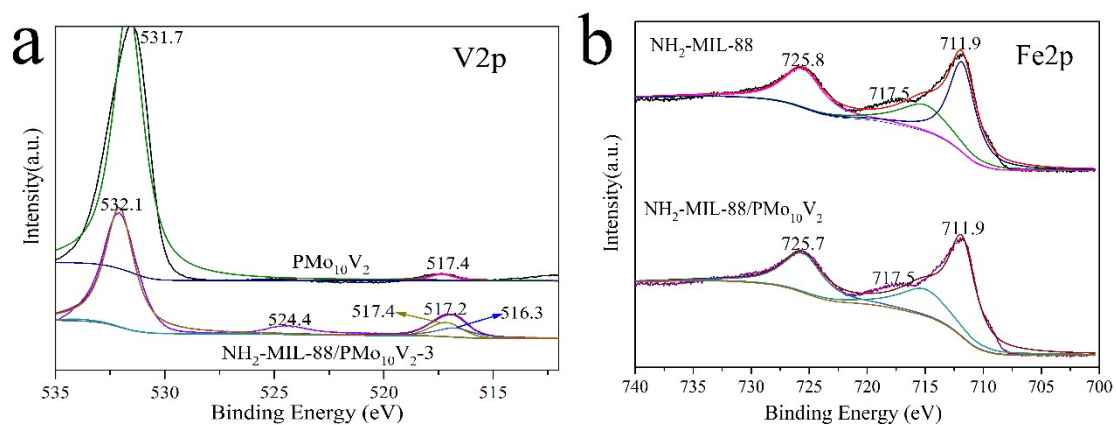 a
V2p
531.7
532.1
PMo₁₀V₂
517.4
524.4
517.4
517.2
516.3
NH₂-MIL-88/PMo₁₀V₂-3
Intensity(a.u.)
535 530 525 520 515
Binding Energy (eV)
b
NH₂-MIL-88
Fe2p
725.8
717.5
711.9
NH₂-MIL-88/PMo₁₀V₂
725.7
717.5
711.9
Intensity(a.u.)
740 735 730 725 720 715 710 705 700
Binding Energy (eV)